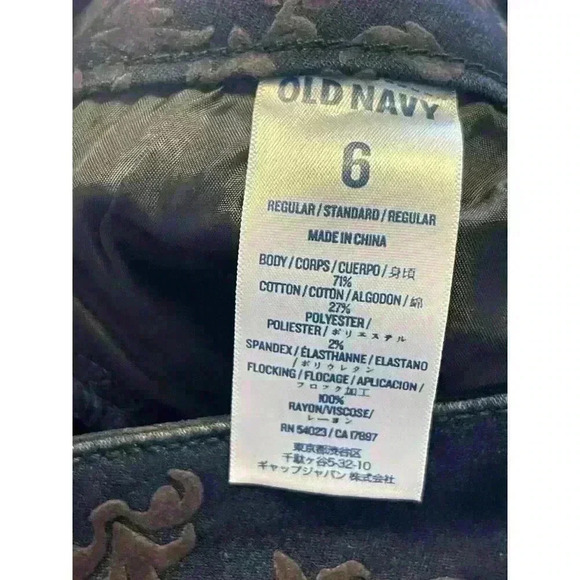 OLD NAVY
6
REGULAR / STANDARD / REGULAR
MADE IN CHINA
BODY / CORPS / CUERPO / 身頃
71%
COTTON / COTON / ALGODON / 綿
27%
POLYESTER /
POLIESTER / ポリエステル
2%
SPANDEX / ÉLASTHANNE / ELASTANO
/ ポリウレタン
FLOCKING / FLOCAGE / APLICACION /
フロック加工
100%
RAYON/VISCOSE/
レーヨン
RN 54023 / CA 17897
東京都渋谷区
千駄ヶ谷5-32-10
ギャップジャパン 株式会社